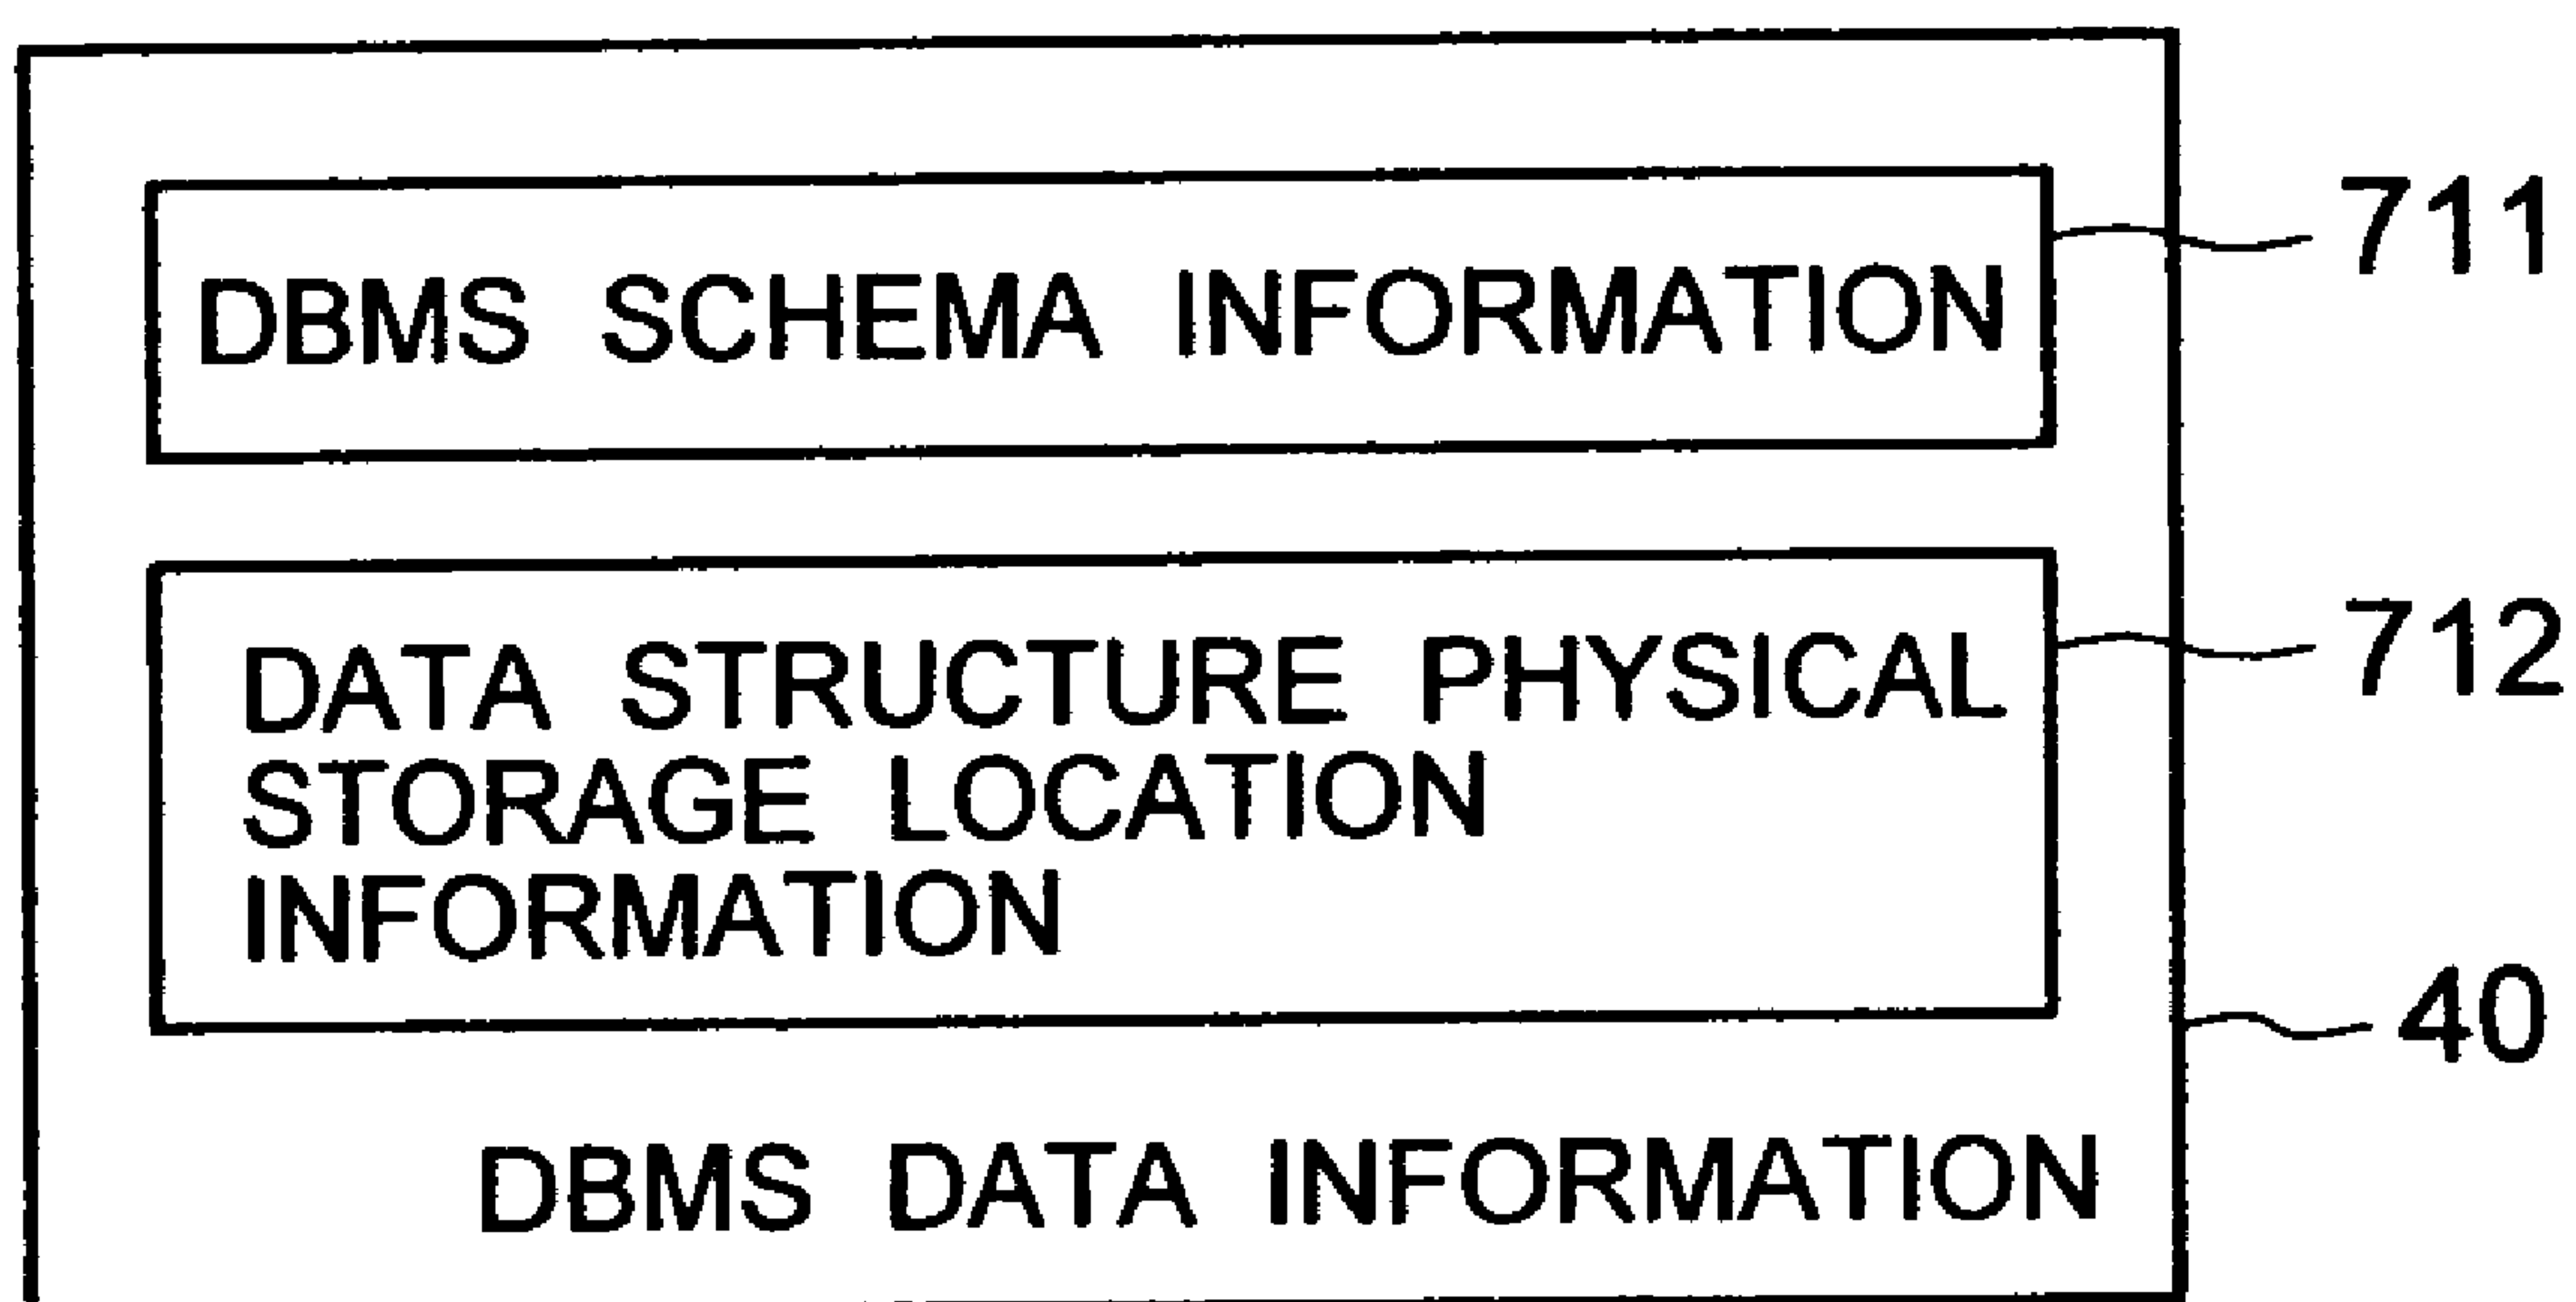 711
DBMS SCHEMA INFORMATION
712
DATA STRUCTURE PHYSICAL
STORAGE LOCATION
INFORMATION
40
DBMS DATA INFORMATION